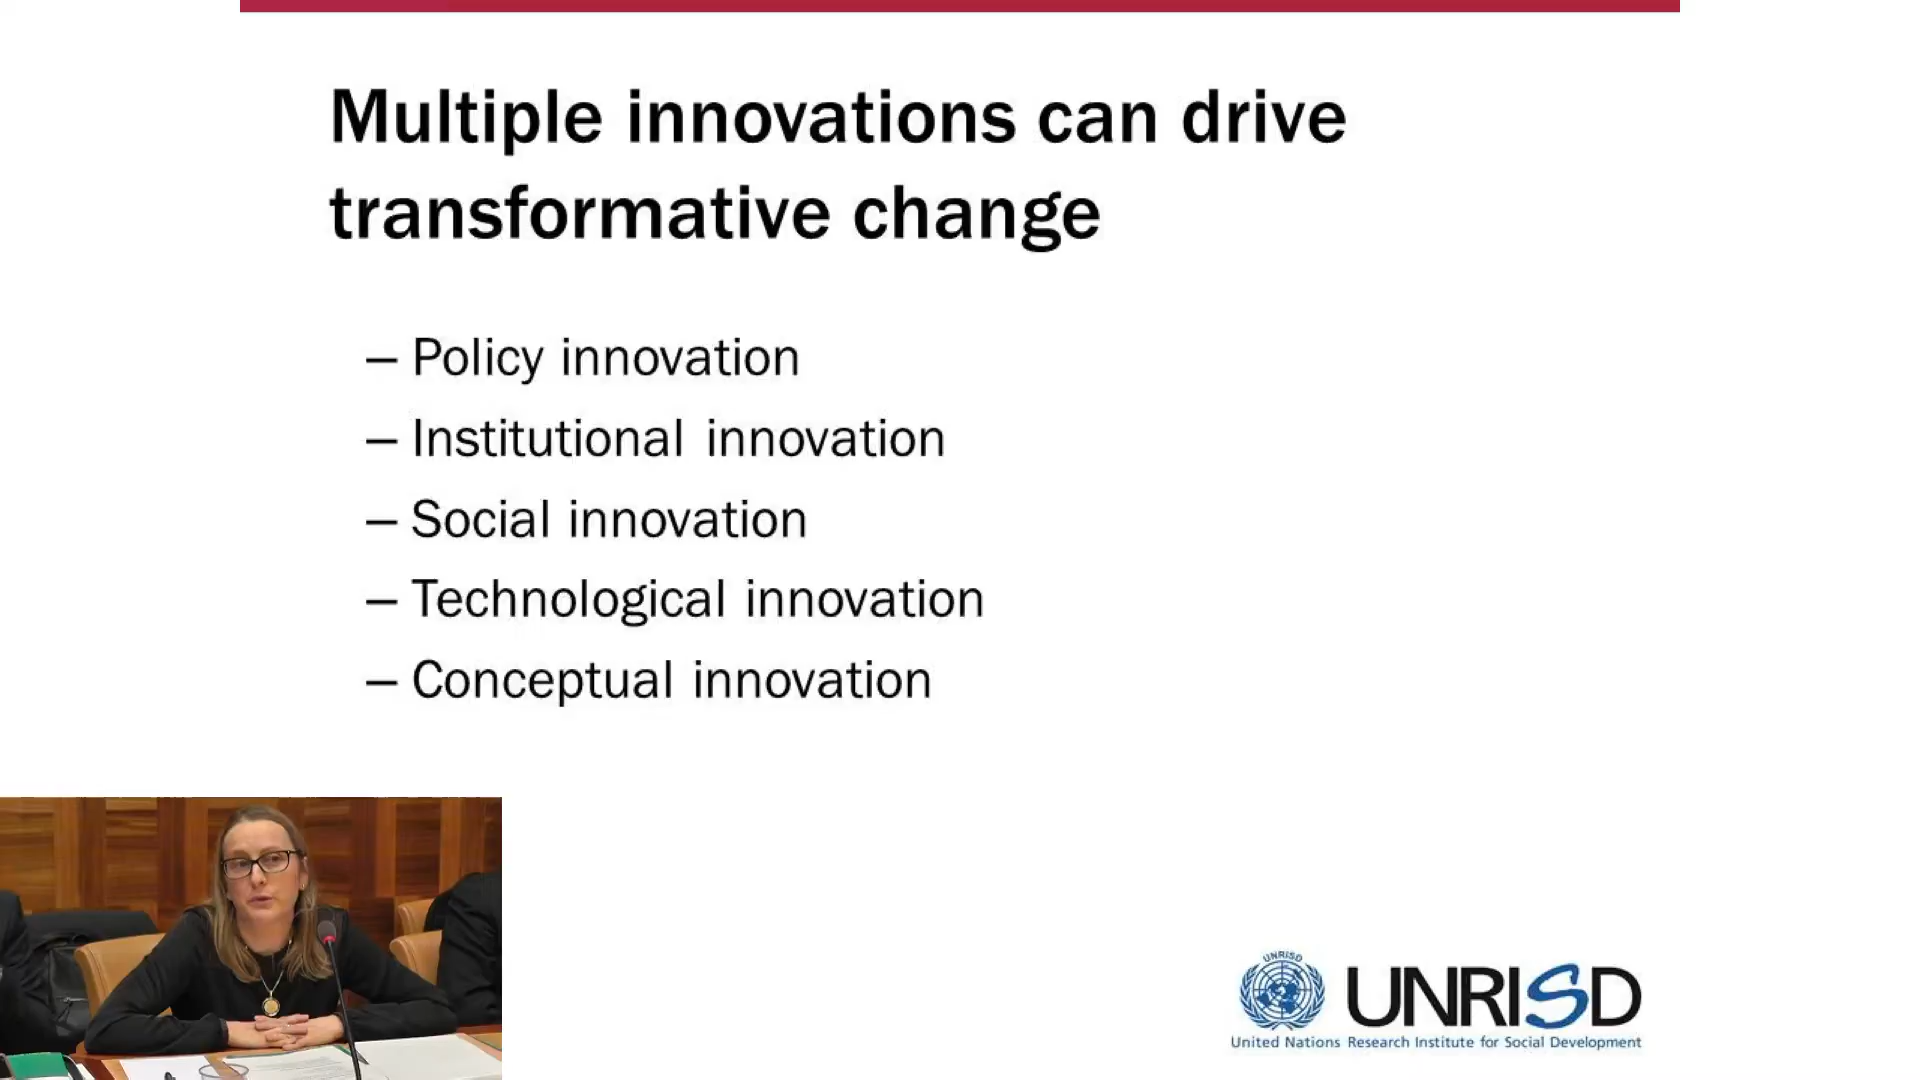 Multiple innovations can drive
transformative change
– Policy innovation
– Institutional innovation
– Social innovation
– Technological innovation
– Conceptual innovation
UNRISD
UNRISD
United Nations Research Institute for Social Development